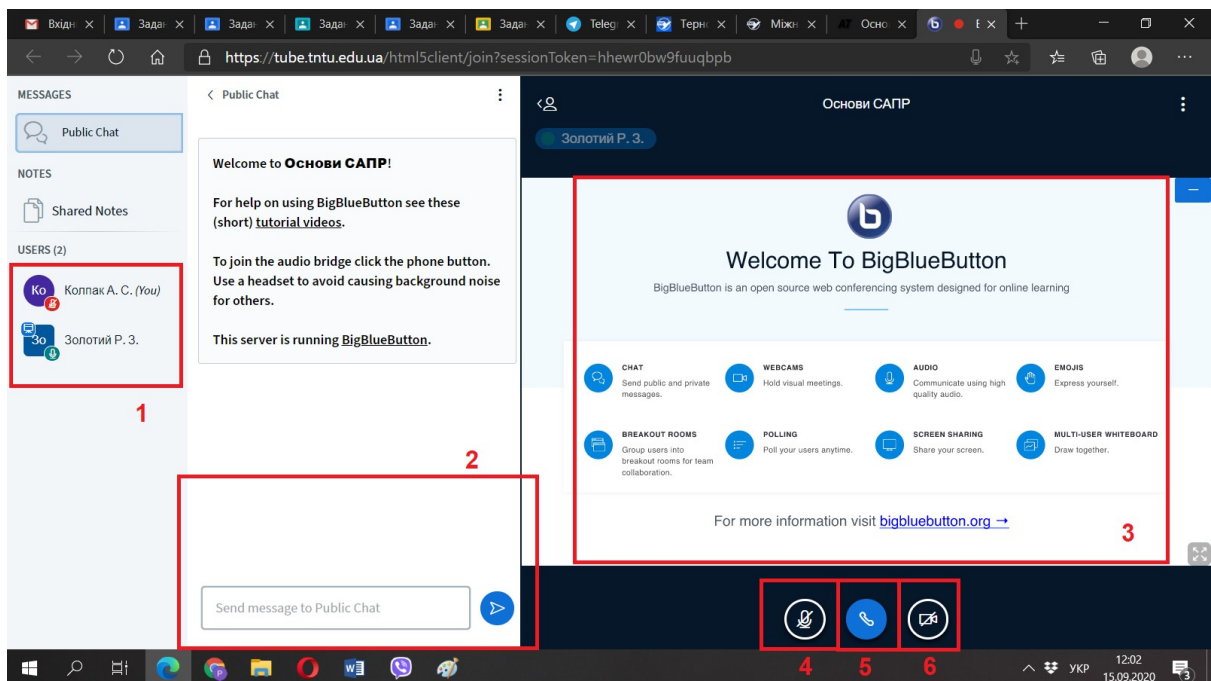 Вхідн
Задан
Задан
Задан
Задан
Задан
Teleg
Терно
Міжн
Осно
https://tube.tntu.edu.ua/html5client/join?sessionToken=hhewr0bw9fuuqbpb
MESSAGES
Public Chat
NOTES
Shared Notes
USERS (2)
Ко
Колпак А. С. (You)
Зо
Золотий Р. З.
1
Public Chat
Welcome to Основи САПР!
For help on using BigBlueButton see these
(short) tutorial videos.
To join the audio bridge click the phone button.
Use a headset to avoid causing background noise
for others.
This server is running BigBlueButton.
2
Send message to Public Chat
Основи САПР
Золотий Р. З.
Welcome To BigBlueButton
BigBlueButton is an open source web conferencing system designed for online learning
CHAT
Send public and private
messages.
WEBCAMS
Hold visual meetings.
AUDIO
Communicate using high
quality audio.
EMOJIS
Express yourself.
BREAKOUT ROOMS
Group users into
breakout rooms for team
collaboration.
POLLING
Poll your users anytime.
SCREEN SHARING
Share your screen.
MULTI-USER WHITEBOARD
Draw together.
For more information visit bigbluebutton.org →
3
4
5
6
УКР
12:02
15.09.2020
3